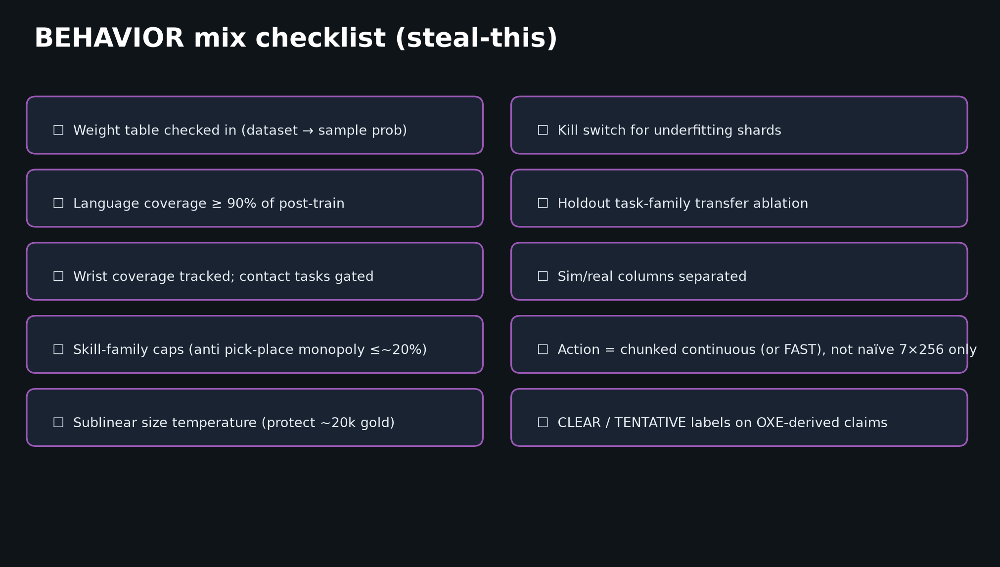 BEHAVIOR mix checklist (steal-this)
☐ Weight table checked in (dataset → sample prob)
☐ Language coverage ≥ 90% of post-train
☐ Wrist coverage tracked; contact tasks gated
☐ Skill-family caps (anti pick-place monopoly ≤~20%)
☐ Sublinear size temperature (protect ~20k gold)
☐ Kill switch for underfitting shards
☐ Holdout task-family transfer ablation
☐ Sim/real columns separated
☐ Action = chunked continuous (or FAST), not naïve 7×256 only
☐ CLEAR / TENTATIVE labels on OXE-derived claims